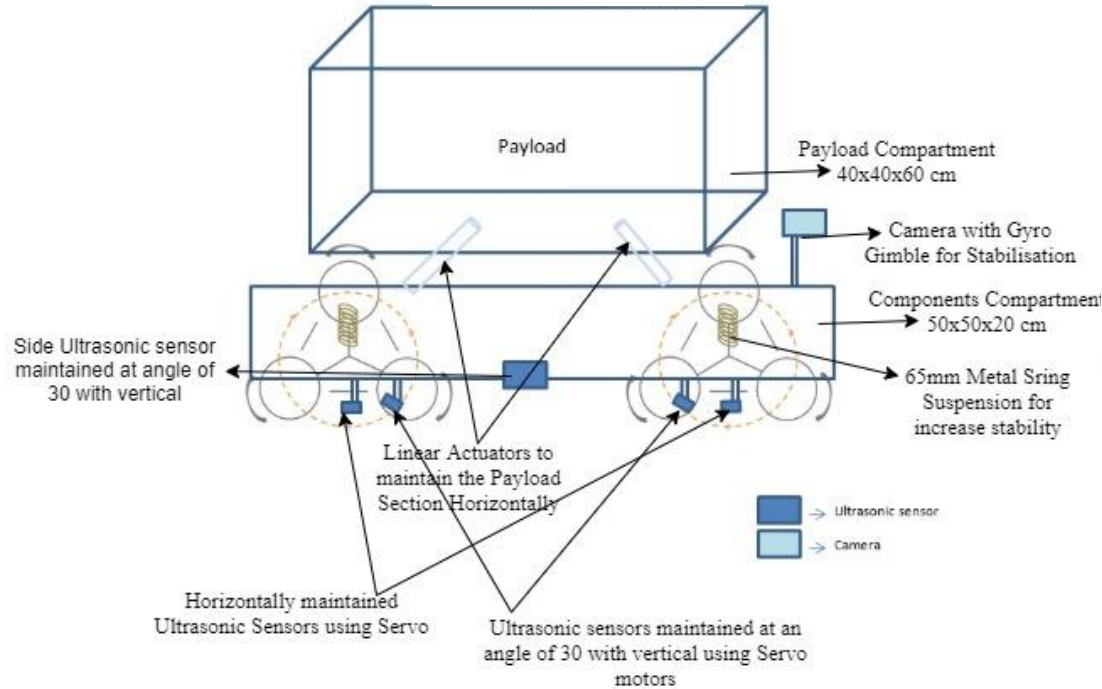 Payload
Payload Compartment
40x40x60 cm
Camera with Gyro
Gimble for Stabilisation
Components Compartment
50x50x20 cm
Side Ultrasonic sensor
maintained at angle of
30 with vertical
65mm Metal Sring
Suspension for
increase stability
Linear Actuators to
maintain the Payload
Section Horizontally
Ultrasonic sensor
Camera
Horizontally maintained
Ultrasonic Sensors using Servo
Ultrasonic sensors maintained at an
angle of 30 with vertical using Servo
motors